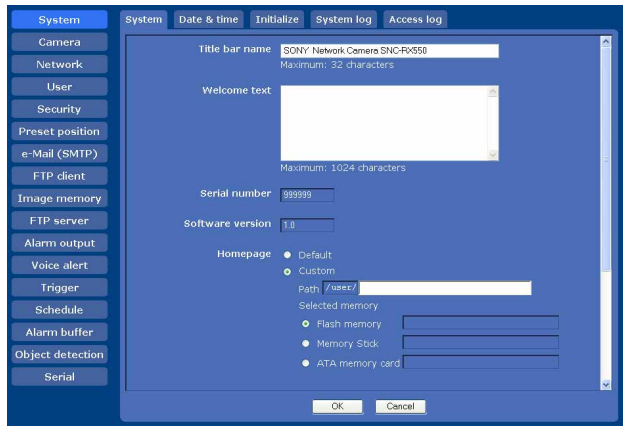 System
Camera
Network
User
Security
Preset position
e-Mail (SMTP)
FTP client
Image memory
FTP server
Alarm output
Voice alert
Trigger
Schedule
Alarm buffer
Object detection
Serial
System Date & time Initialize System log Access log
Title bar name SONY Network Camera SNC-RX550
Maximum: 32 characters
Welcome text
Maximum: 1024 characters
Serial number 999999
Software version 1.0
Homepage Default
Custom
Path /user/
Selected memory
Flash memory
Memory Stick
ATA memory card
OK Cancel